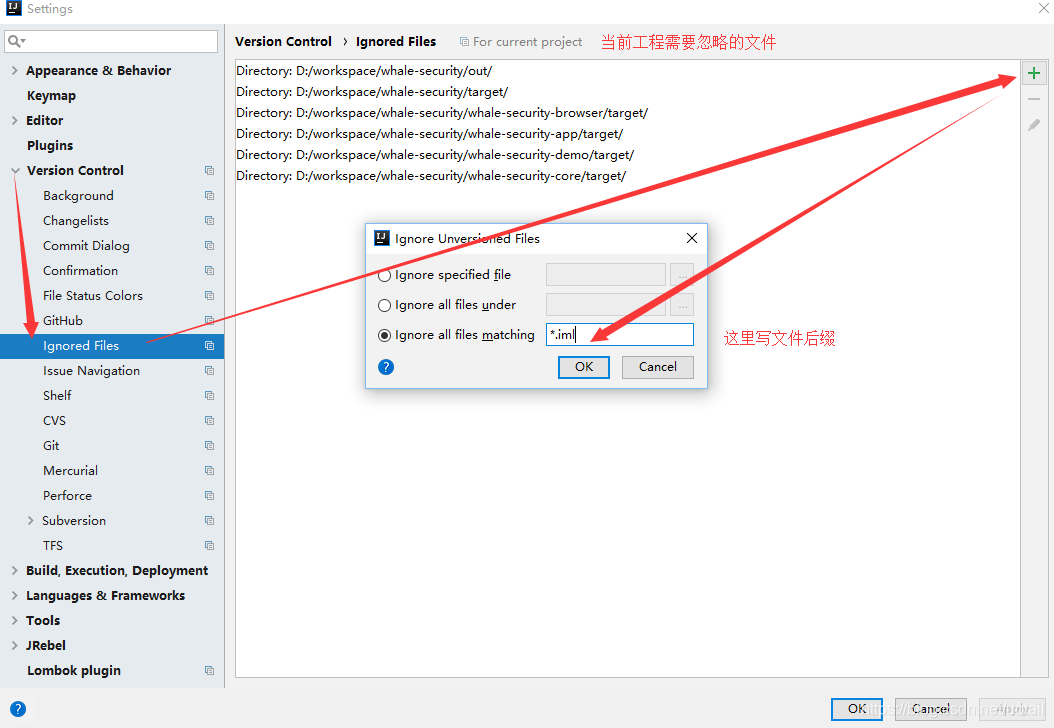 Settings
Version Control › Ignored Files For current project 当前工程需要忽略的文件
Appearance & Behavior
Keymap
Editor
Plugins
Version Control
Background
Changelists
Commit Dialog
Confirmation
File Status Colors
GitHub
Ignored Files
Issue Navigation
Shelf
CVS
Git
Mercurial
Perforce
Subversion
TFS
Build, Execution, Deployment
Languages & Frameworks
Tools
JRebel
Lombok plugin
Directory: D:/workspace/whale-security/out/
Directory: D:/workspace/whale-security/target/
Directory: D:/workspace/whale-security/whale-security-browser/target/
Directory: D:/workspace/whale-security/whale-security-app/target/
Directory: D:/workspace/whale-security/whale-security-demo/target/
Directory: D:/workspace/whale-security/whale-security-core/target/
Ignore Unversioned Files
Ignore specified file ...
Ignore all files under ...
Ignore all files matching *.iml
这里写文件后缀
OK Cancel
OK Cancel Apply